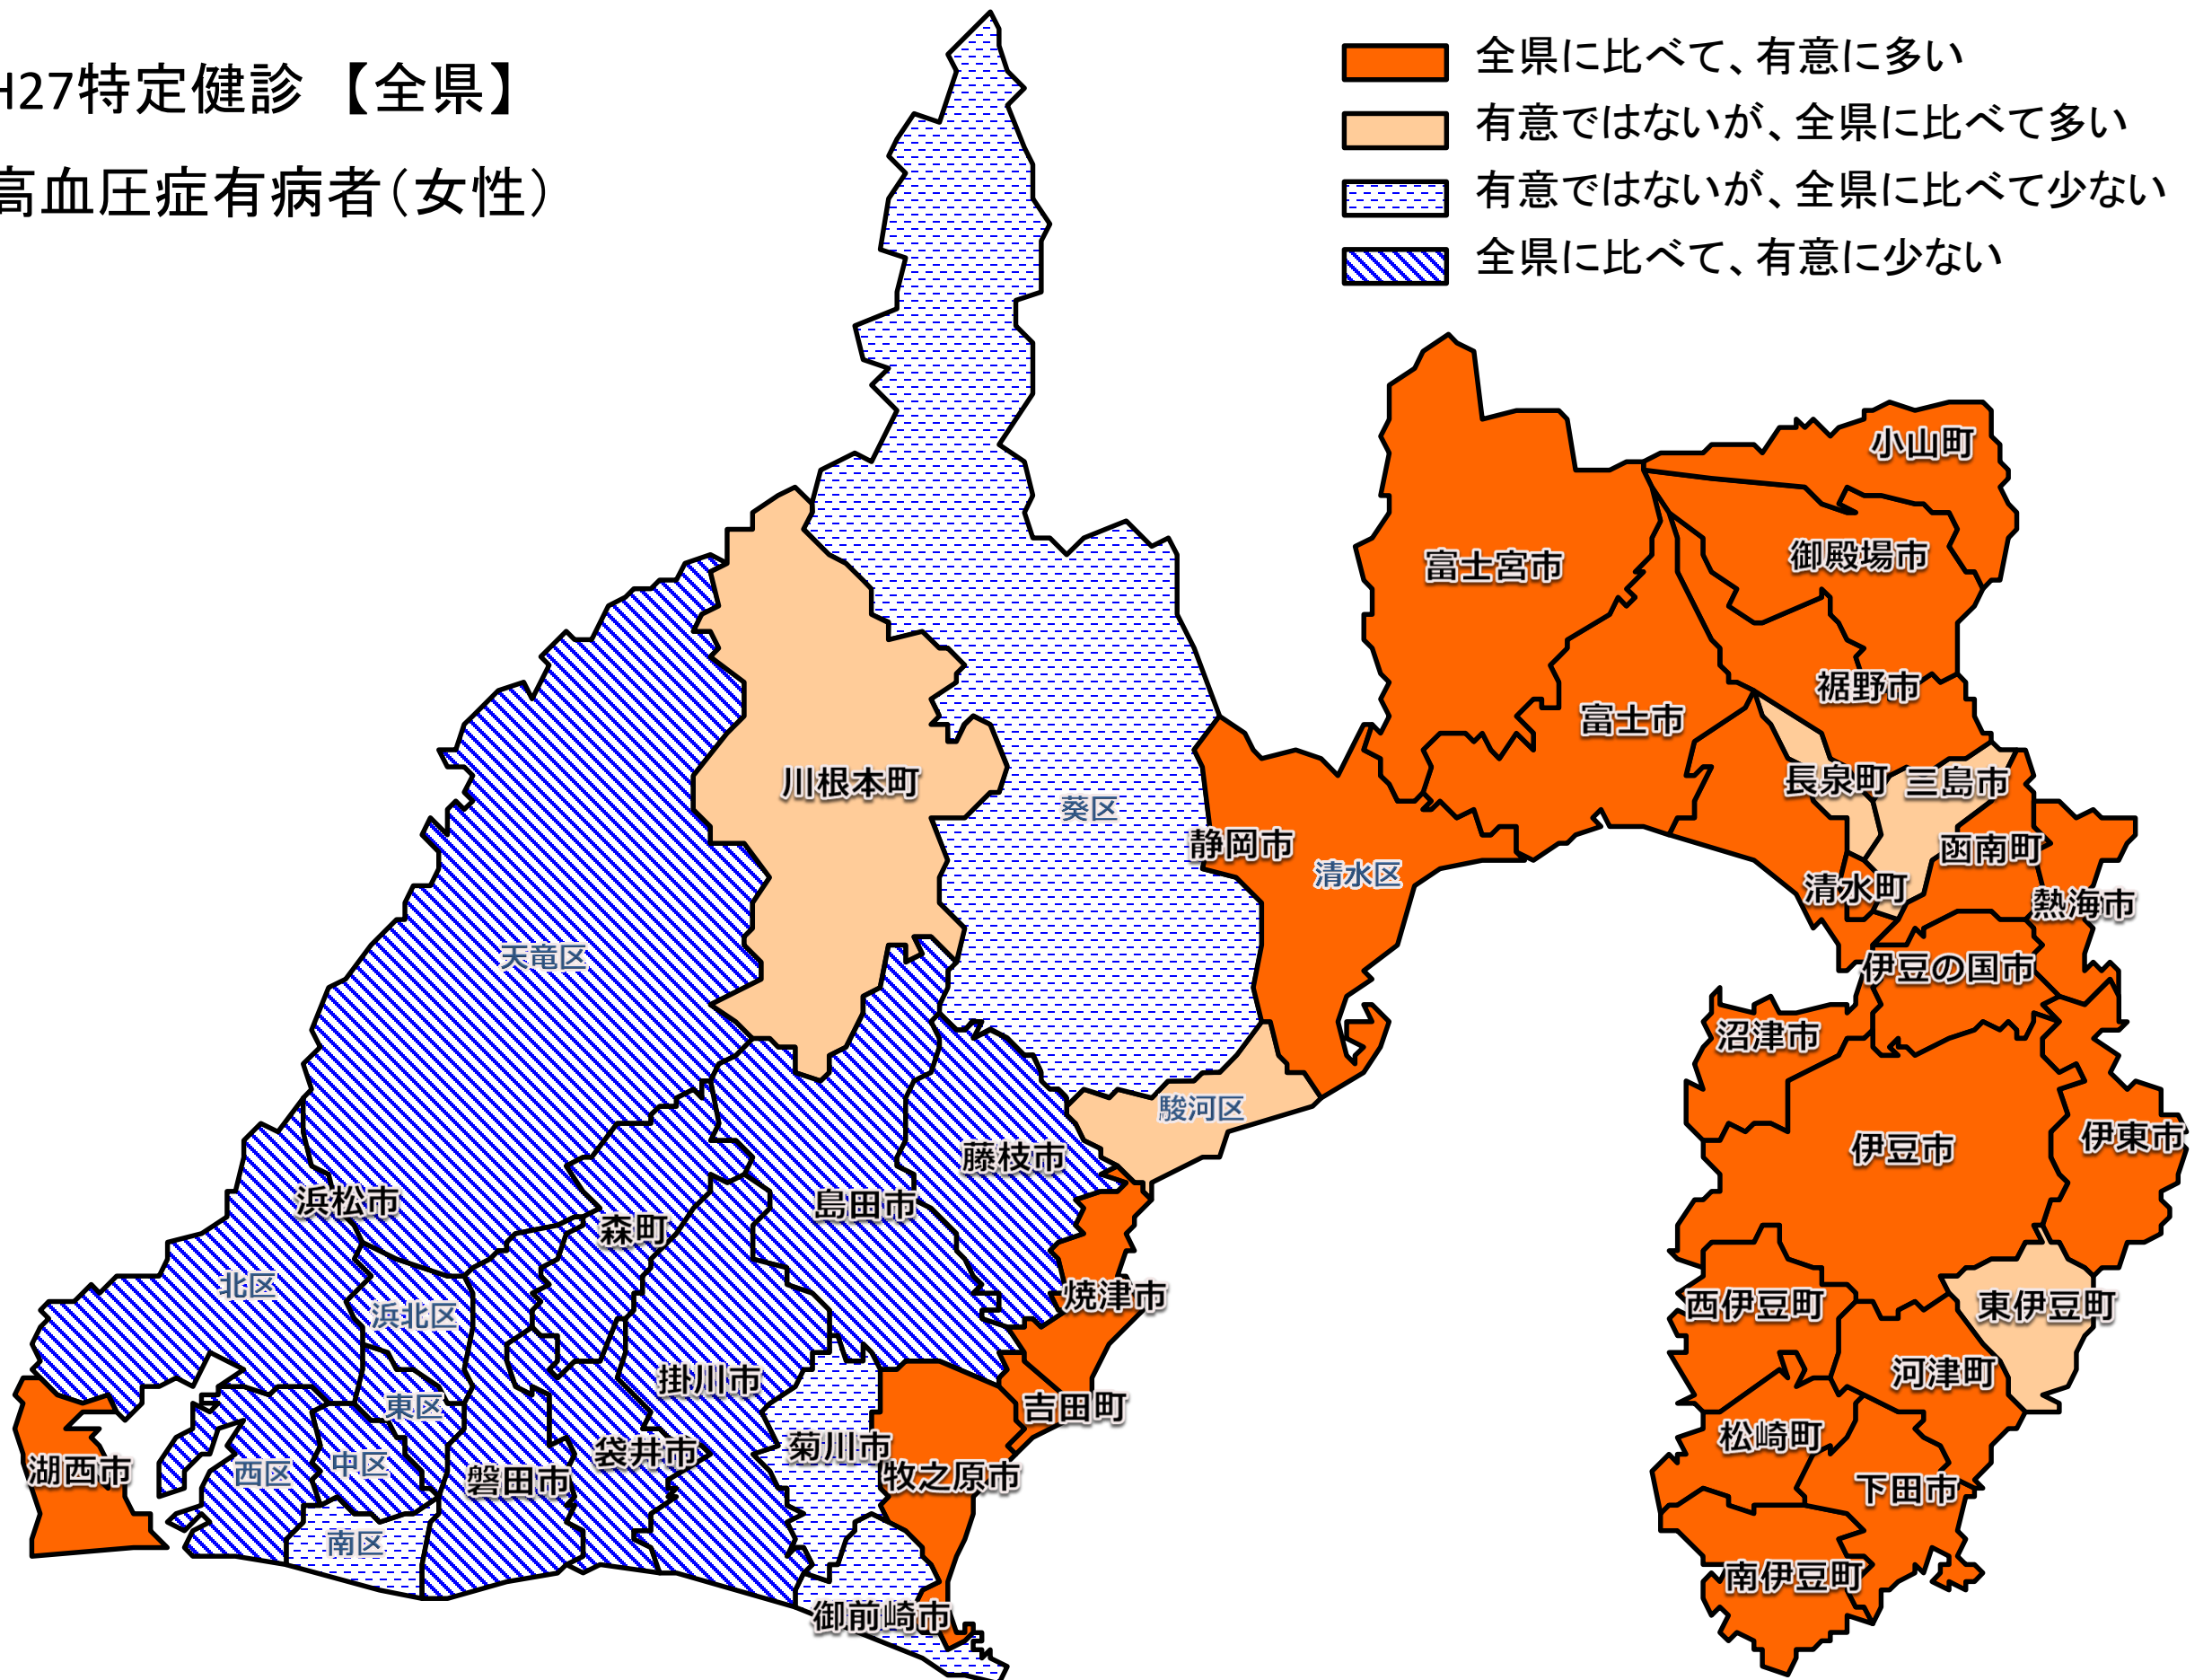 H27特定健診 【全県】
高血圧症有病者(女性)
全県に比べて、有意に多い
有意ではないが、全県に比べて多い
有意ではないが、全県に比べて少ない
全県に比べて、有意に少ない
小山町
御殿場市
富士宮市
裾野市
富士市
長泉町
三島市
川根本町
葵区
静岡市
清水区
函南町
清水町
熱海市
天竜区
伊豆の国市
沼津市
駿河区
伊豆市
伊東市
藤枝市
浜松市
島田市
森町
北区
浜北区
焼津市
西伊豆町
東伊豆町
河津町
掛川市
東区
吉田町
松崎町
菊川市
袋井市
中区
西区
湖西市
磐田市
牧之原市
下田市
南区
南伊豆町
御前崎市